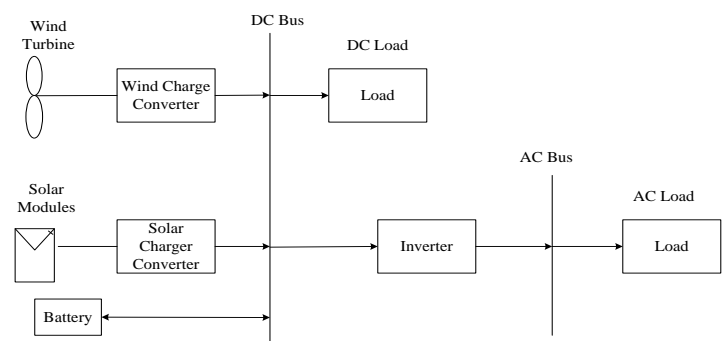 Wind
Turbine
DC Bus
DC Load
Wind Charge
Converter
Load
AC Bus
Solar
Modules
AC Load
Solar
Charger
Converter
Inverter
Load
Battery